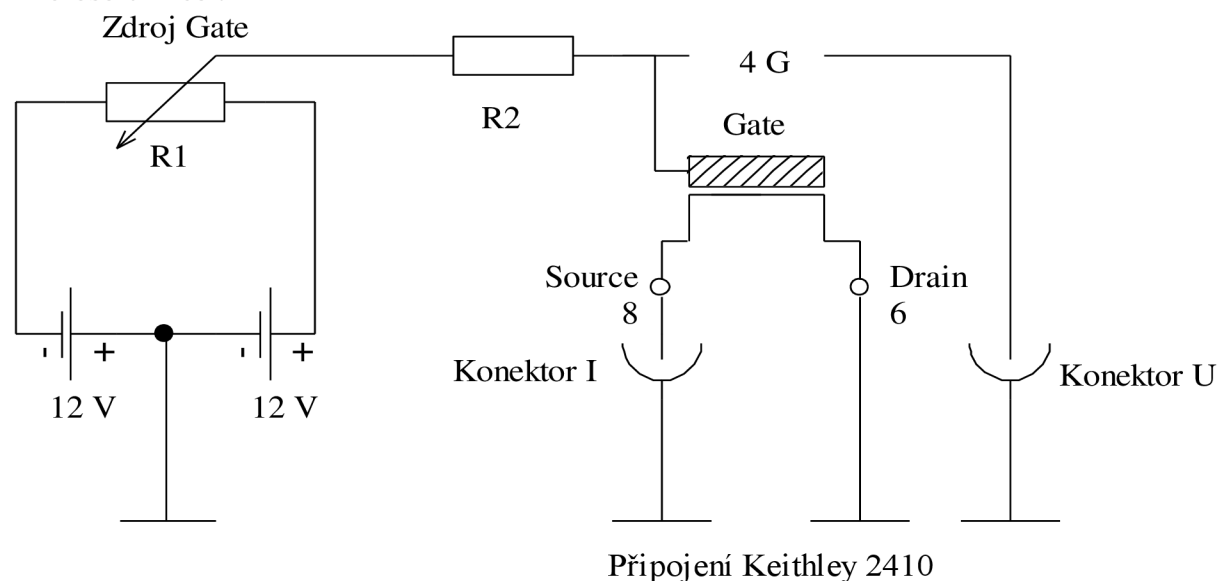 Zdroj Gate
R1
R2
4 G
Gate
Source
8
Drain
6
Konektor I
Konektor U
- + - +
12 V 12 V
Připojení Keithley 2410